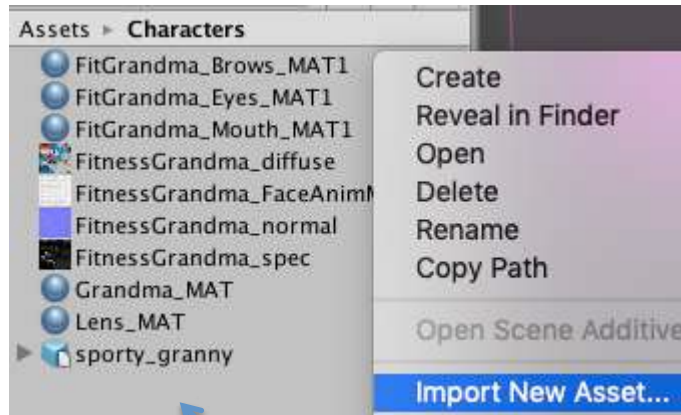 Assets ▸ Characters
FitGrandma_Brows_MAT1
FitGrandma_Eyes_MAT1
FitGrandma_Mouth_MAT1
FitnessGrandma_diffuse
FitnessGrandma_FaceAnim
FitnessGrandma_normal
FitnessGrandma_spec
Grandma_MAT
Lens_MAT
sporty_granny
Create
Reveal in Finder
Open
Delete
Rename
Copy Path
Open Scene Additive
Import New Asset...